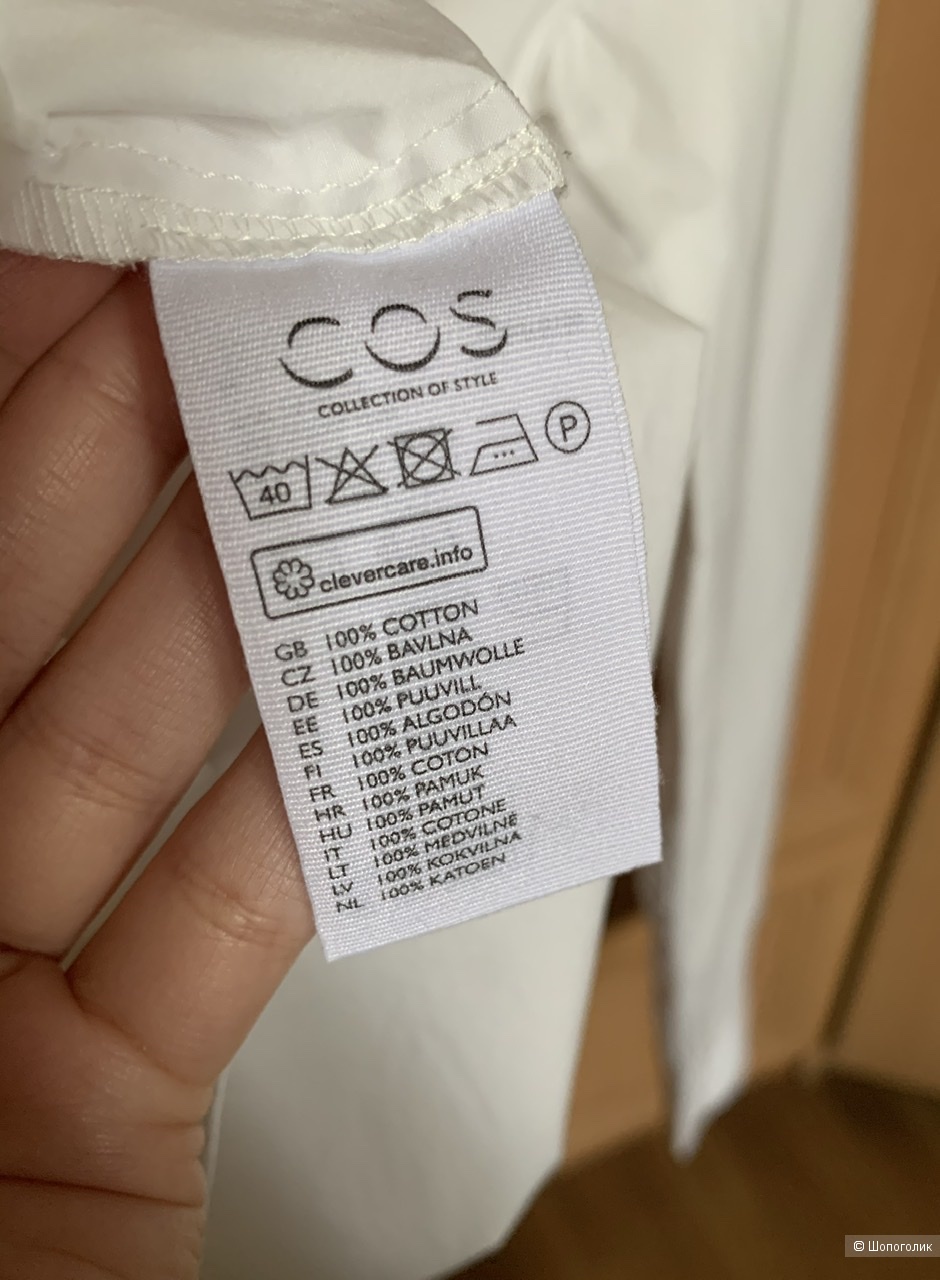 COS
COLLECTION OF STYLE
40 P
clevercare.info
GB 100% COTTON
CZ 100% BAVLNA
DE 100% BAUMWOLLE
EE 100% PUUVILL
ES 100% ALGODÓN
FI 100% PUUVILLAA
FR 100% COTON
HR 100% PAMUK
HU 100% PAMUT
IT 100% COTONE
LT 100% MEDVILNĖ
LV 100% KOKVILNA
NL 100% KATOEN
© Шопоголик